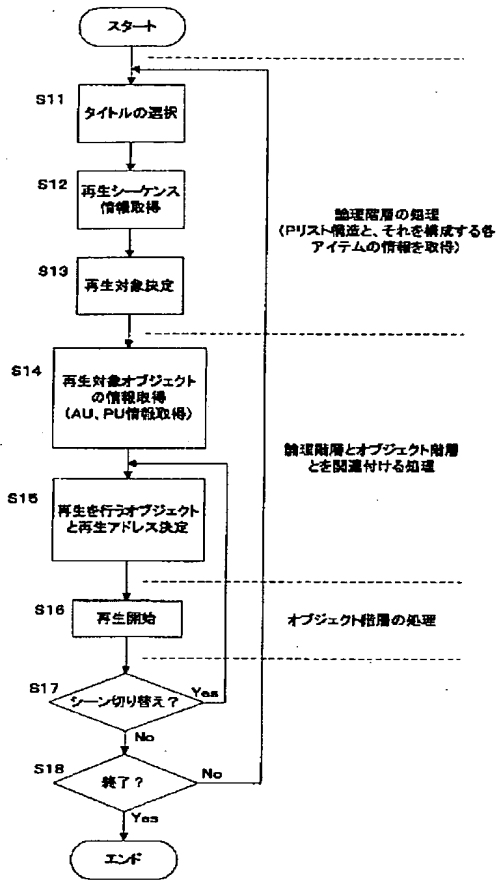 スタート
S11
タイトルの選択
S12
再生シーケンス
情報取得
論理階層の処理
(Pリスト構造と、それを構成する各
アイテムの情報を取得)
S13
再生対象決定
S14
再生対象オブジェクト
の情報取得
(AU、PU情報取得)
論理階層とオブジェクト階層
とを関連付ける処理
S15
再生を行うオブジェクト
と再生アドレス決定
S16
再生開始
オブジェクト階層の処理
S17
シーン切り替え?
Yes
No
S18
終了?
No
Yes
エンド